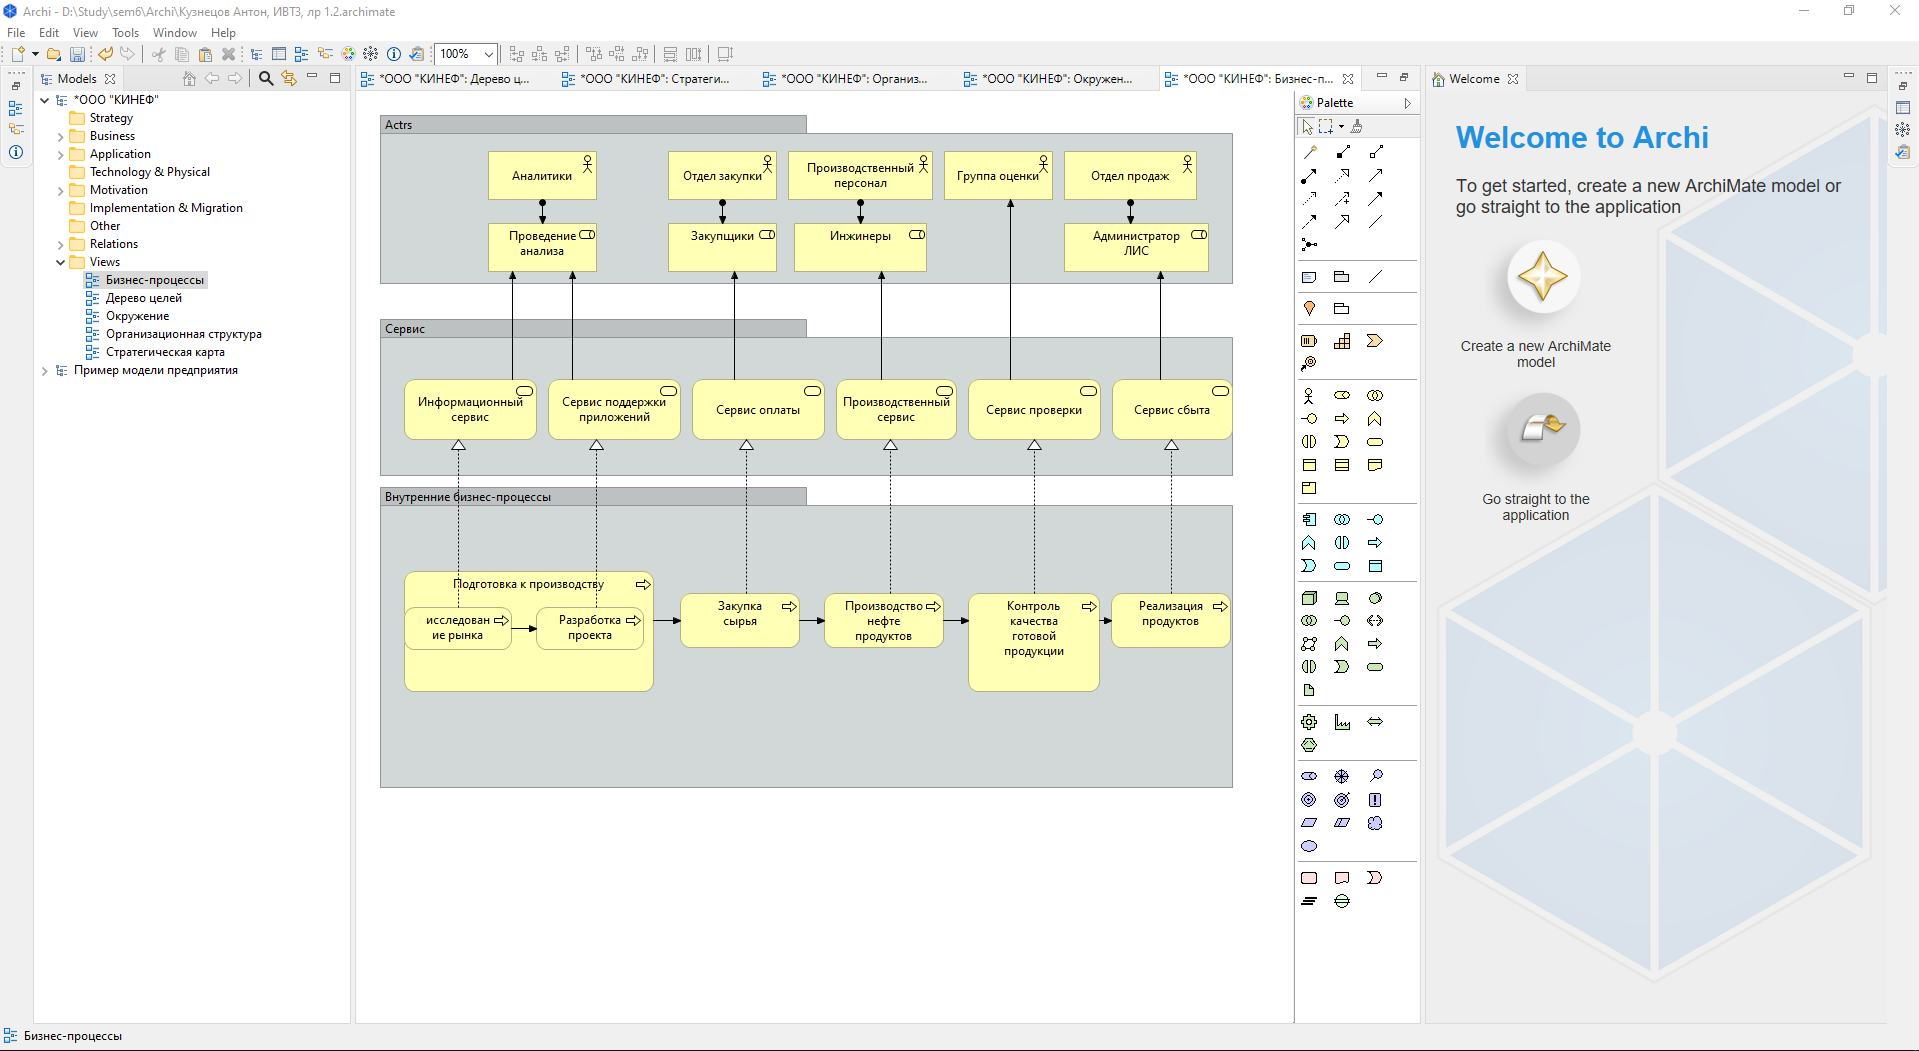 Archi - D:\Study\sem6\Archi\Кузнецов Антон, ИВТ3, лр 1.2.archimate
File Edit View Tools Window Help
100%
Models
*ООО "КИНЕФ"
Strategy
Business
Application
Technology & Physical
Motivation
Implementation & Migration
Other
Relations
Views
Бизнес-процессы
Дерево целей
Окружение
Организационная структура
Стратегическая карта
Пример модели предприятия
*ООО "КИНЕФ": Дерево ц...
*ООО "КИНЕФ": Стратеги...
*ООО "КИНЕФ": Организ...
*ООО "КИНЕФ": Окружен...
*ООО "КИНЕФ": Бизнес-п...
Actrs
Аналитики
Отдел закупки
Производственный
персонал
Группа оценки
Отдел продаж
Проведение
анализа
Закупщики
Инжинеры
Администратор
ЛИС
Сервис
Информационный
сервис
Сервис поддержки
приложений
Сервис оплаты
Производственный
сервис
Сервис проверки
Сервис сбыта
Внутренние бизнес-процессы
Подготовка к производству
исследован
ие рынка
Разработка
проекта
Закупка
сырья
Производство
нефте
продуктов
Контроль
качества
готовой
продукции
Реализация
продуктов
Palette
Welcome
Welcome to Archi
To get started, create a new ArchiMate model or
go straight to the application
Create a new ArchiMate
model
Go straight to the
application
Бизнес-процессы